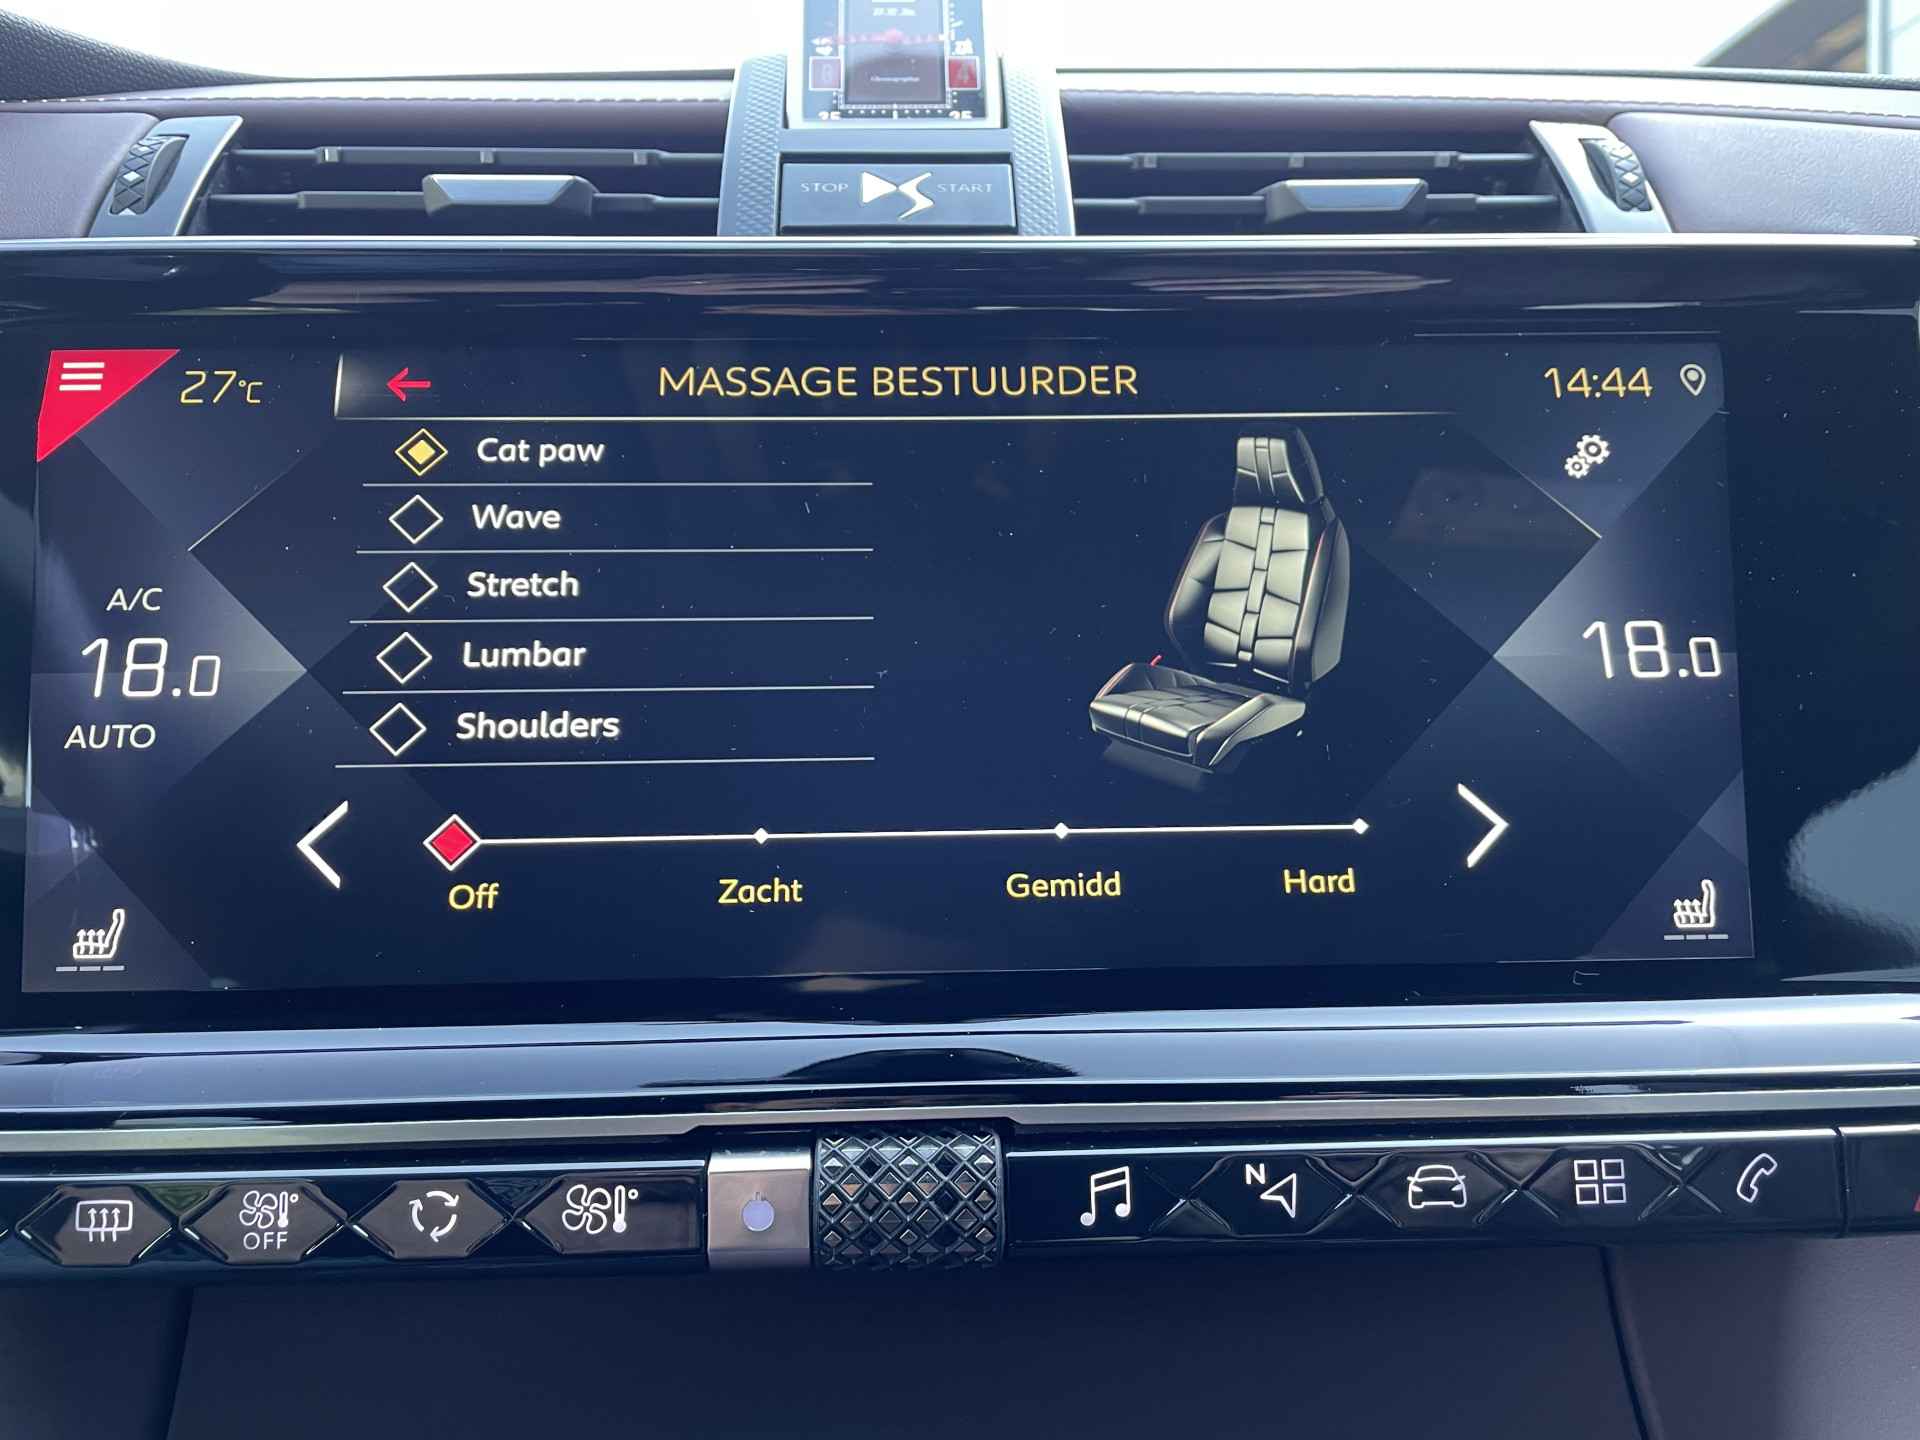 STOP DS START
27°C
MASSAGE BESTUURDER
14:44
Cat paw
Wave
Stretch
Lumbar
Shoulders
A/C
18.0
AUTO
18.0
Off Zacht Gemidd Hard
OFF
N